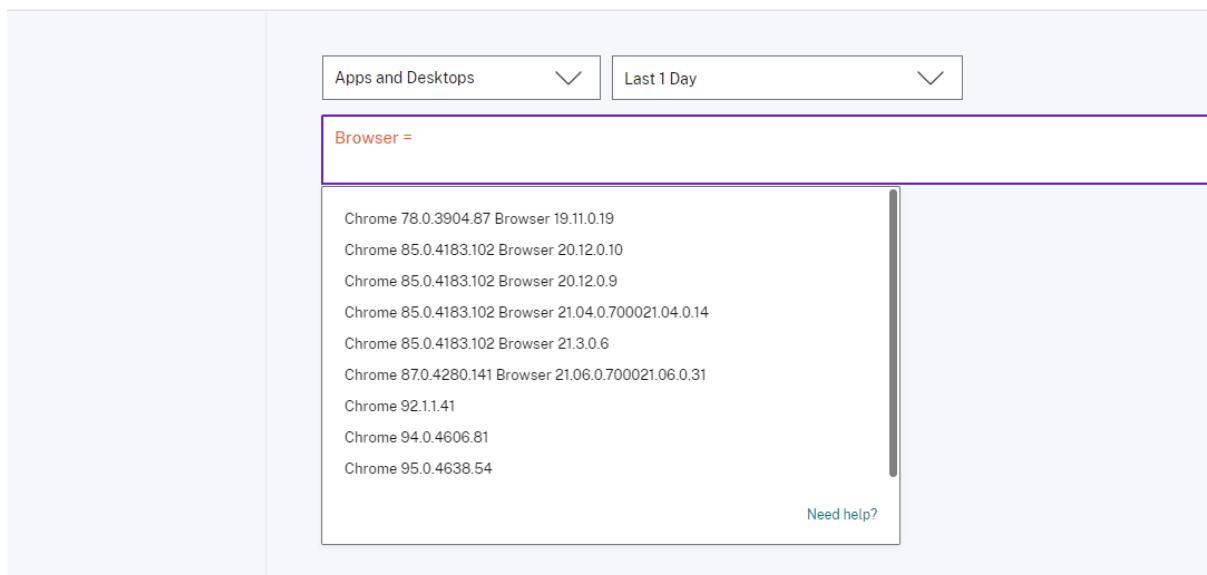 Apps and Desktops Last 1 Day
Browser =
Chrome 78.0.3904.87 Browser 19.11.0.19
Chrome 85.0.4183.102 Browser 20.12.0.10
Chrome 85.0.4183.102 Browser 20.12.0.9
Chrome 85.0.4183.102 Browser 21.04.0.700021.04.0.14
Chrome 85.0.4183.102 Browser 21.3.0.6
Chrome 87.0.4280.141 Browser 21.06.0.700021.06.0.31
Chrome 92.1.1.41
Chrome 94.0.4606.81
Chrome 95.0.4638.54
Need help?